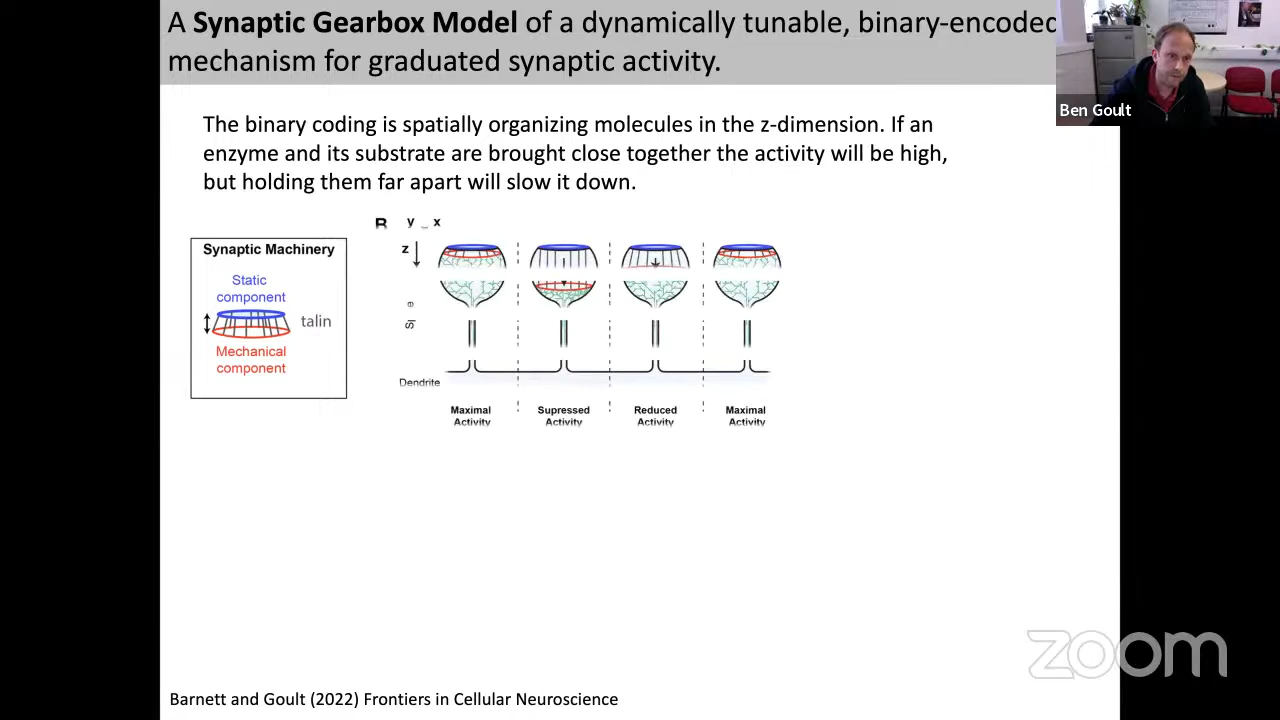 A Synaptic Gearbox Model of a dynamically tunable, binary-encoded
mechanism for graduated synaptic activity.
Ben Goult
The binary coding is spatially organizing molecules in the z-dimension. If an
enzyme and its substrate are brought close together the activity will be high,
but holding them far apart will slow it down.
Synaptic Machinery
Static
component
talin
Mechanical
component
y x
z
Dendrite
Maximal
Activity
Supressed
Activity
Reduced
Activity
Maximal
Activity
Barnett and Goult (2022) Frontiers in Cellular Neuroscience
zoom